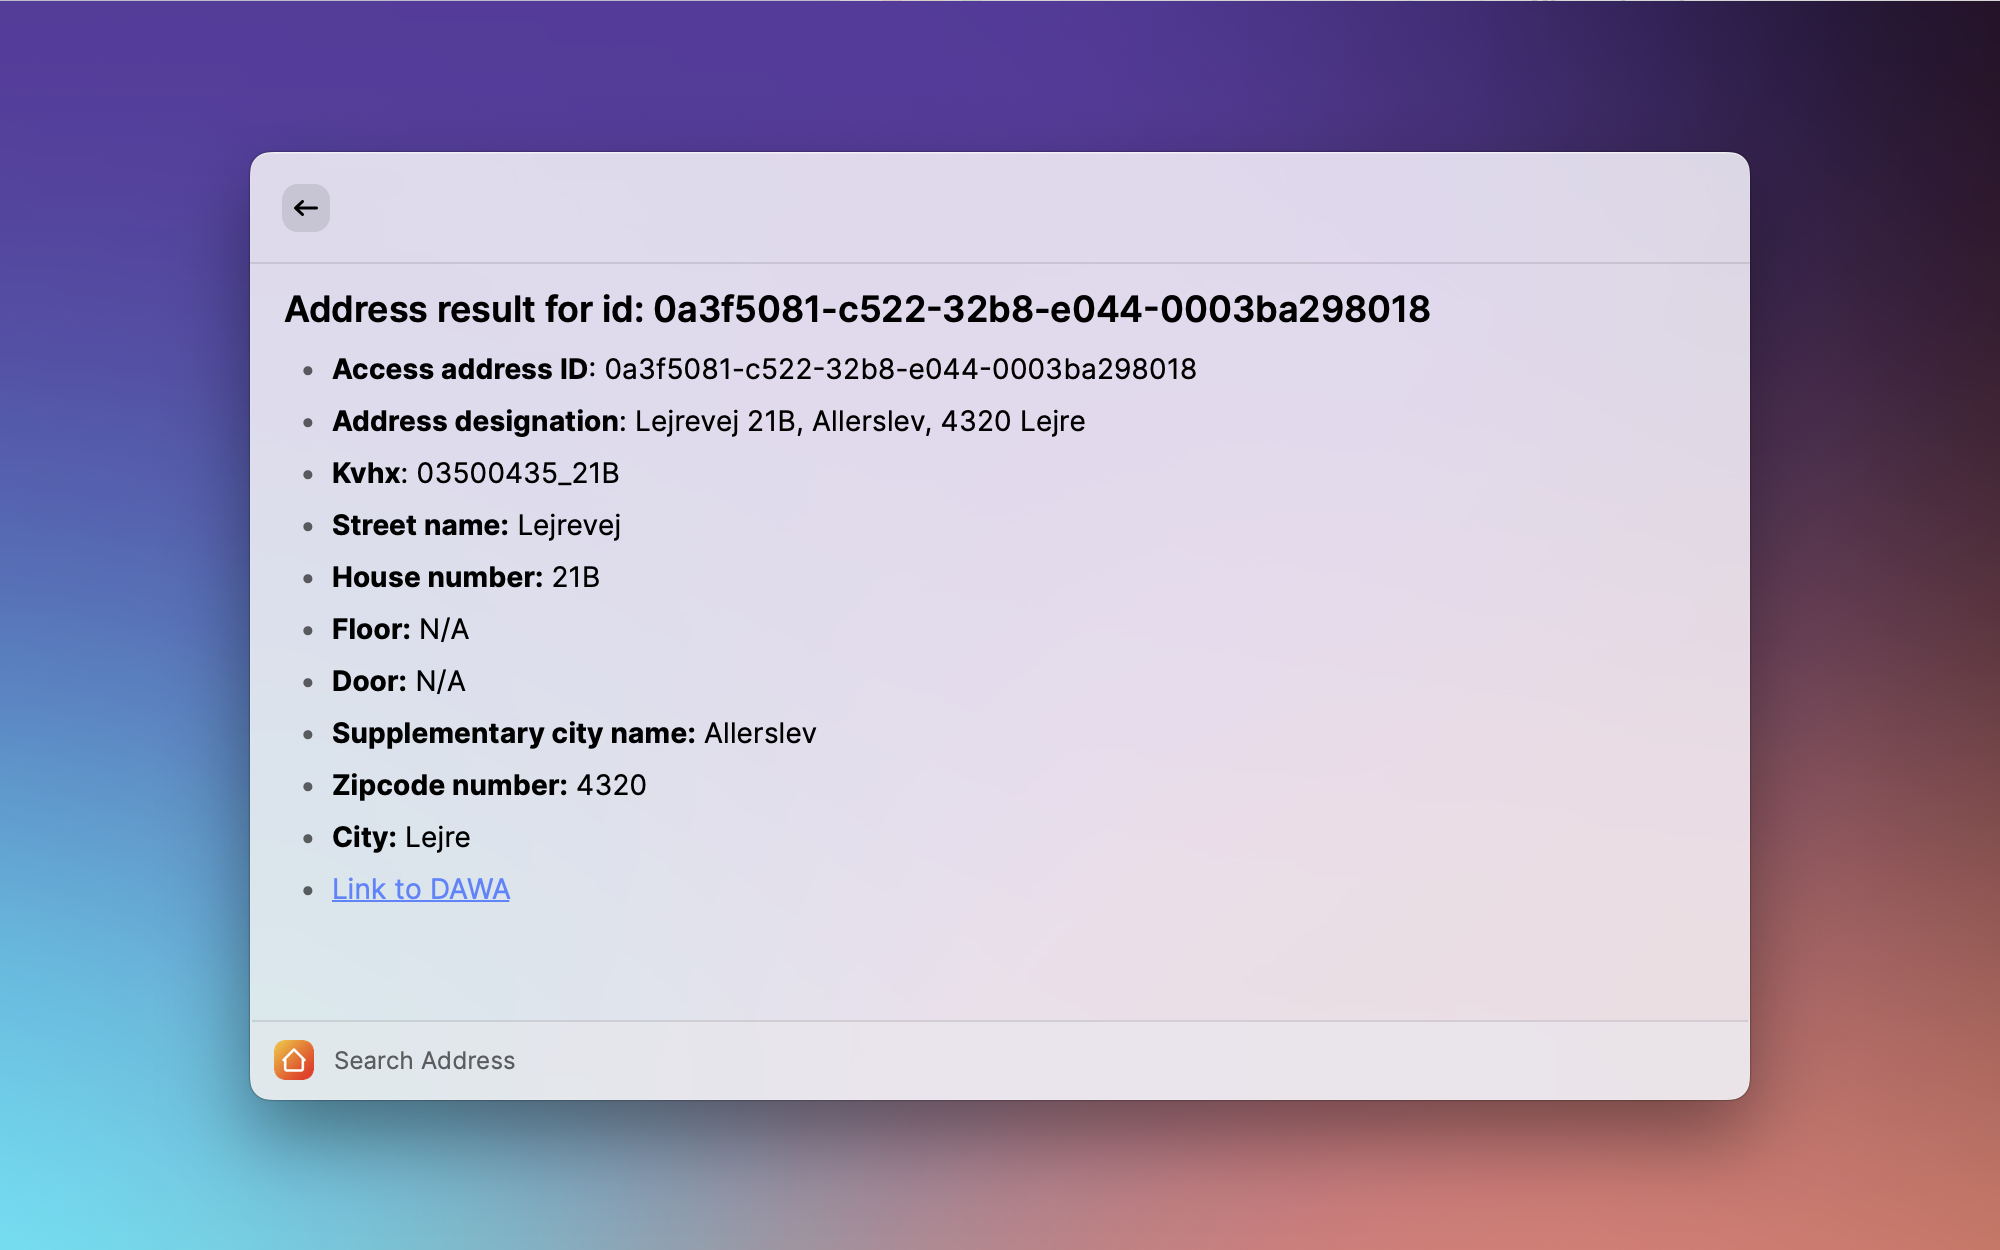 Address result for id: 0a3f5081-c522-32b8-e044-0003ba298018
Access address ID: 0a3f5081-c522-32b8-e044-0003ba298018
Address designation: Lejrevej 21B, Allerslev, 4320 Lejre
Kvhx: 03500435_21B
Street name: Lejrevej
House number: 21B
Floor: N/A
Door: N/A
Supplementary city name: Allerslev
Zipcode number: 4320
City: Lejre
Link to DAWA
Search Address